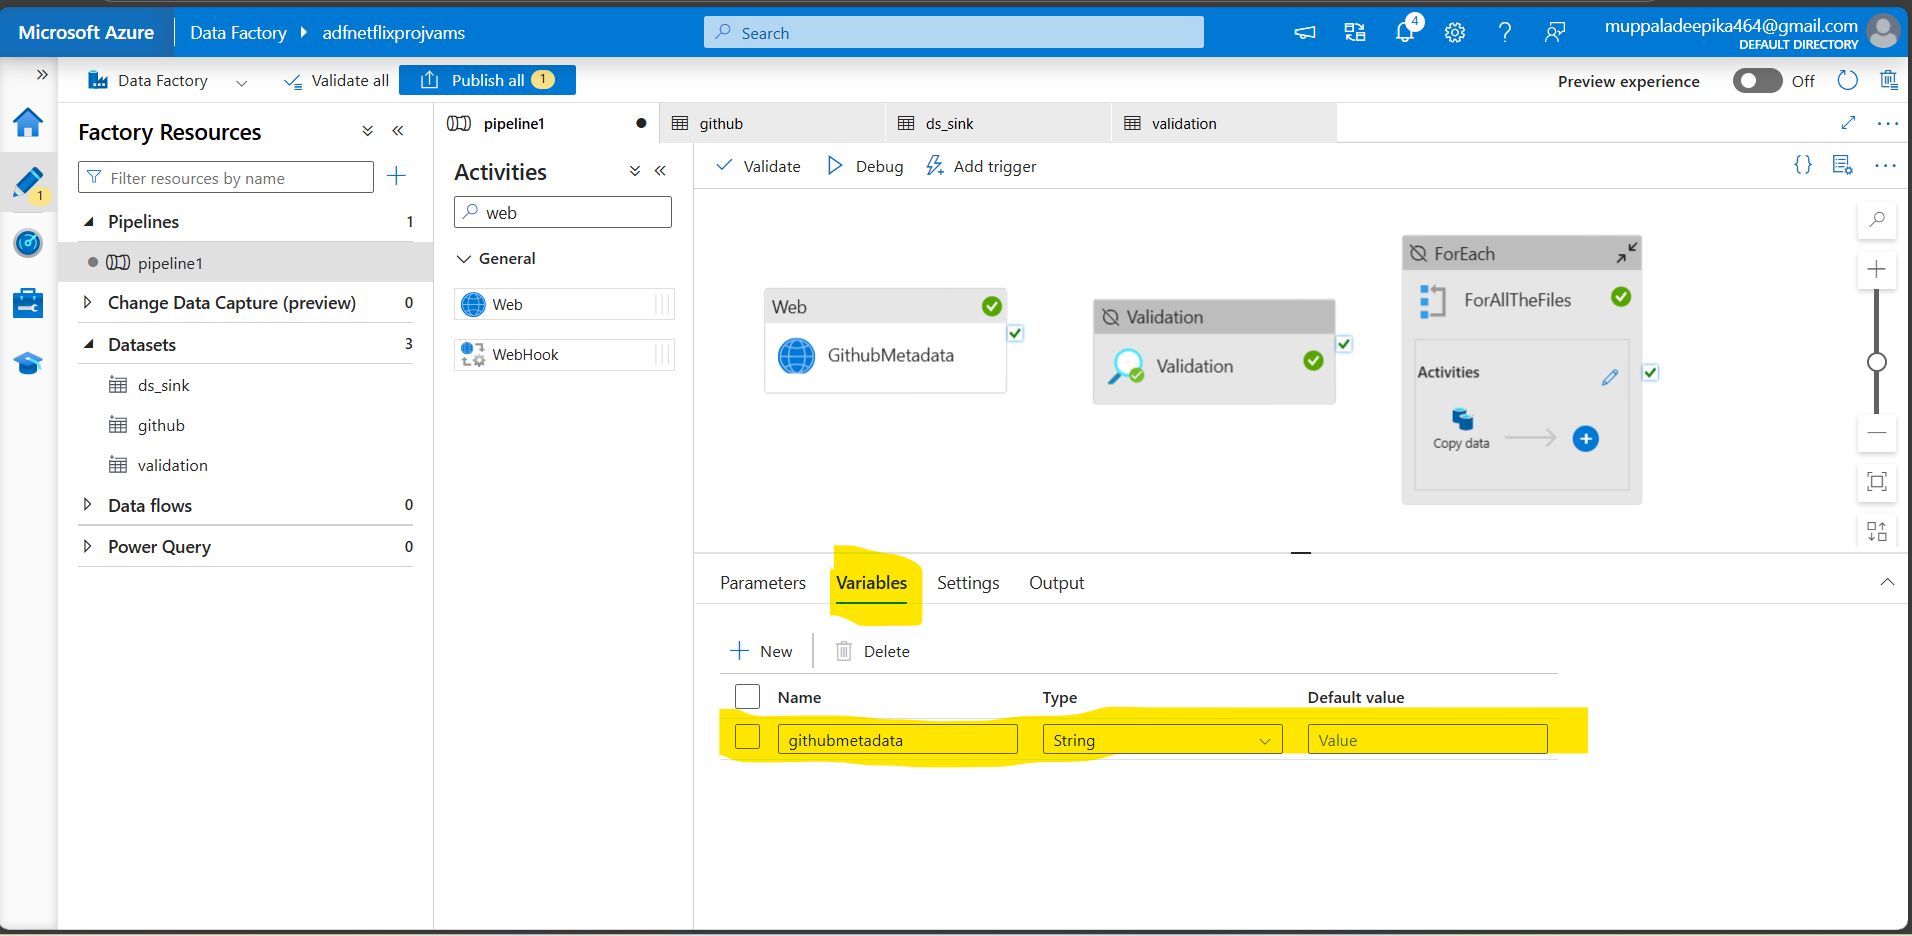 Microsoft Azure
Data Factory
adfnetflixprojvams
Search
4
muppaladeepika464@gmail.com
DEFAULT DIRECTORY
Data Factory
Validate all
Publish all 1
Preview experience
Off
1
Factory Resources
Filter resources by name
Pipelines 1
pipeline1
Change Data Capture (preview) 0
Datasets 3
ds_sink
github
validation
Data flows 0
Power Query 0
pipeline1
github
ds_sink
validation
Activities
web
General
Web
WebHook
Validate
Debug
Add trigger
{}
Web
GithubMetadata
Validation
Validation
ForEach
ForAllTheFiles
Activities
Copy data
Parameters
Variables
Settings
Output
New
Delete
Name Type Default value
githubmetadata String Value